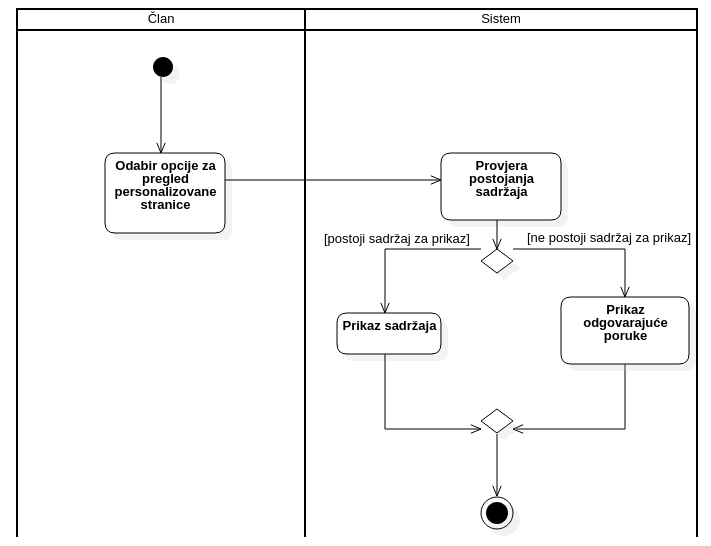 Član
Sistem
Odabir opcije za
pregled
personalizovane
stranice
Provjera
postojanja
sadržaja
[postoji sadržaj za prikaz]
[ne postoji sadržaj za prikaz]
Prikaz sadržaja
Prikaz
odgovarajuće
poruke